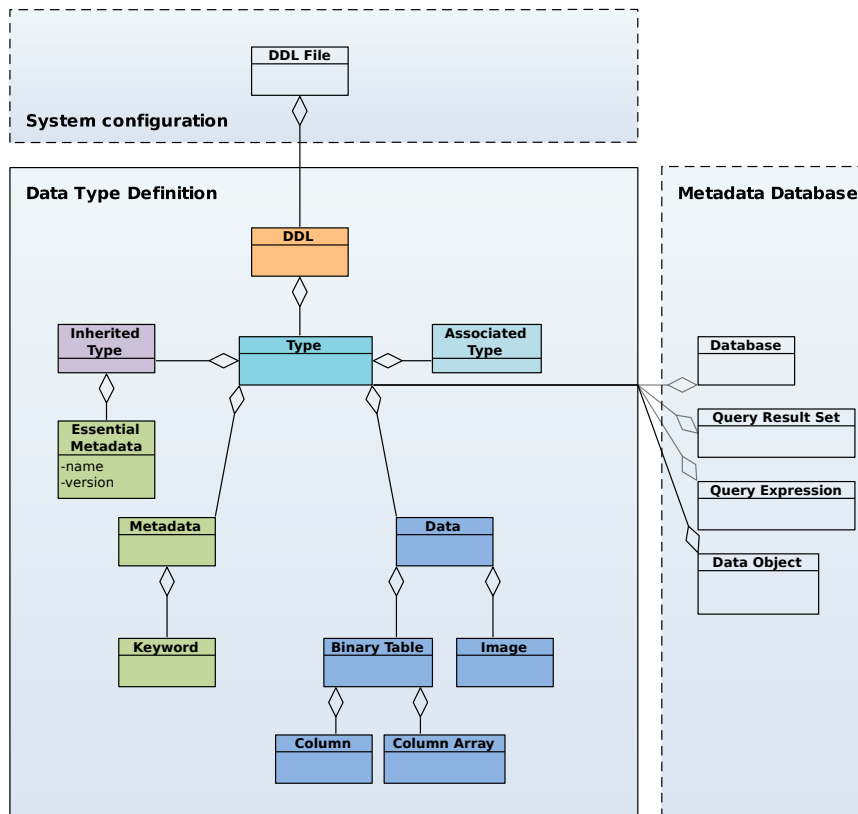 DDL File
System configuration
Data Type Definition
Metadata Database
DDL
Inherited
Type
Type
Associated
Type
Database
Essential
Metadata
-name
-version
Query Result Set
Query Expression
Metadata
Data
Data Object
Keyword
Binary Table
Image
Column
Column Array